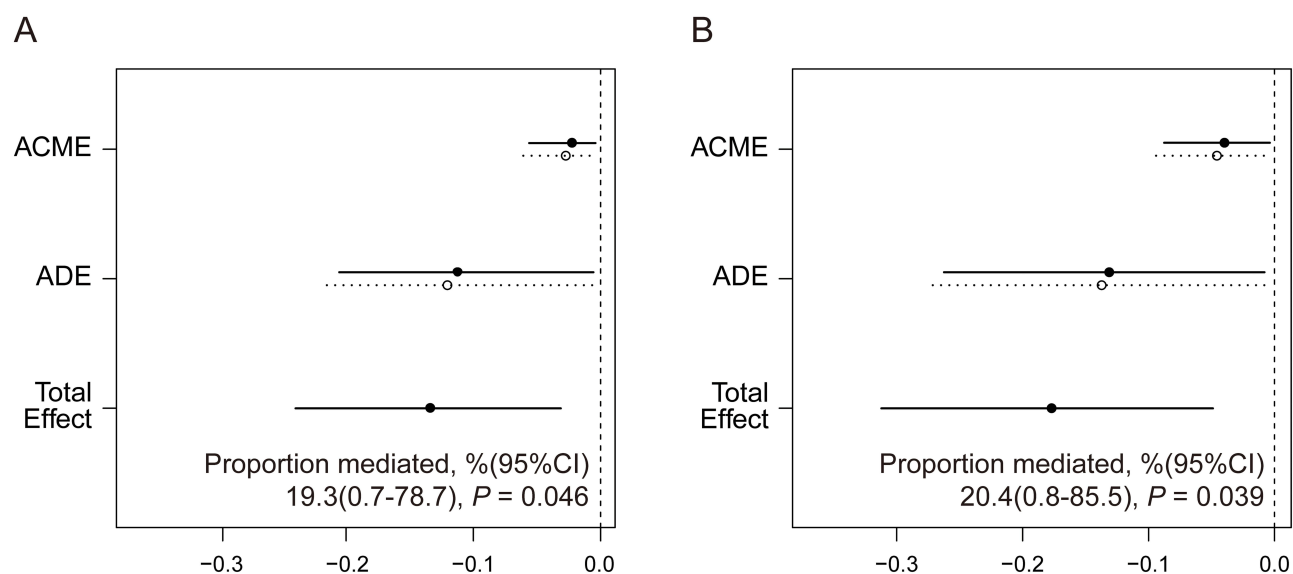 A
ACME
ADE
Total
Effect
Proportion mediated, %(95%CI)
19.3(0.7-78.7), P = 0.046
−0.3 −0.2 −0.1 0.0
B
ACME
ADE
Total
Effect
Proportion mediated, %(95%CI)
20.4(0.8-85.5), P = 0.039
−0.3 −0.2 −0.1 0.0